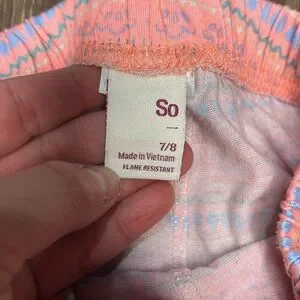 So
7/8
Made in Vietnam
FLAME RESISTANT